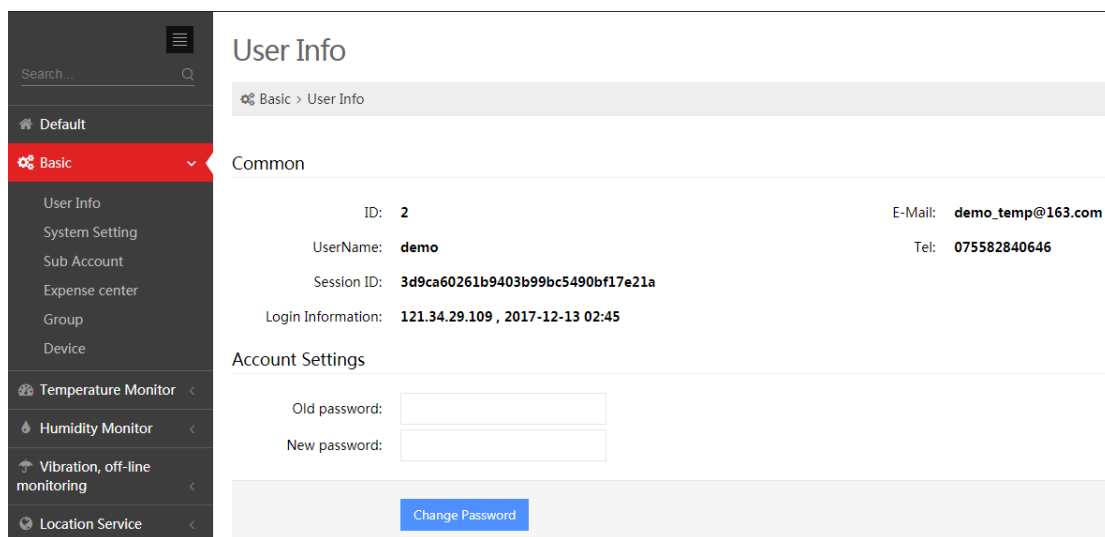 Search...
Default
Basic
User Info
System Setting
Sub Account
Expense center
Group
Device
Temperature Monitor
Humidity Monitor
Vibration, off-line
monitoring
Location Service
User Info
Basic > User Info
Common
ID: 2
E-Mail: demo_temp@163.com
UserName: demo
Tel: 075582840646
Session ID: 3d9ca60261b9403b99bc5490bf17e21a
Login Information: 121.34.29.109 , 2017-12-13 02:45
Account Settings
Old password:
New password:
Change Password